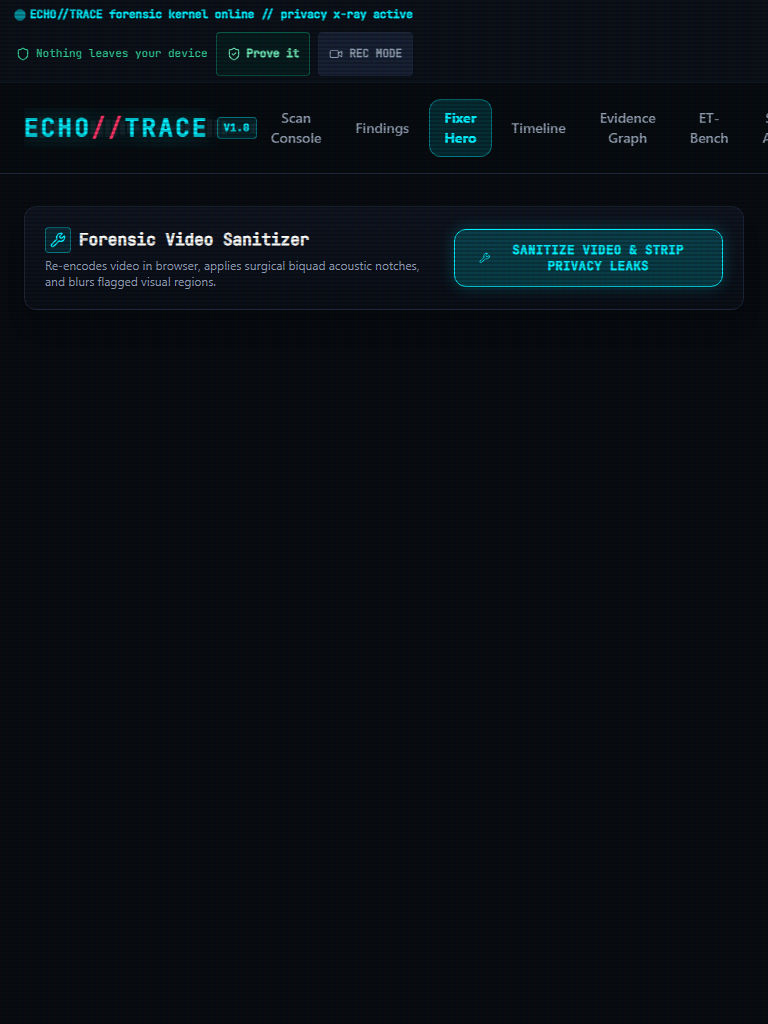 ECHO//TRACE forensic kernel online // privacy x-ray active
Nothing leaves your device
Prove it
REC MODE
ECHO//TRACE
V1.0
Scan
Console
Findings
Fixer
Hero
Timeline
Evidence
Graph
ET-
Bench
Forensic Video Sanitizer
Re-encodes video in browser, applies surgical biquad acoustic notches,
and blurs flagged visual regions.
SANITIZE VIDEO & STRIP
PRIVACY LEAKS